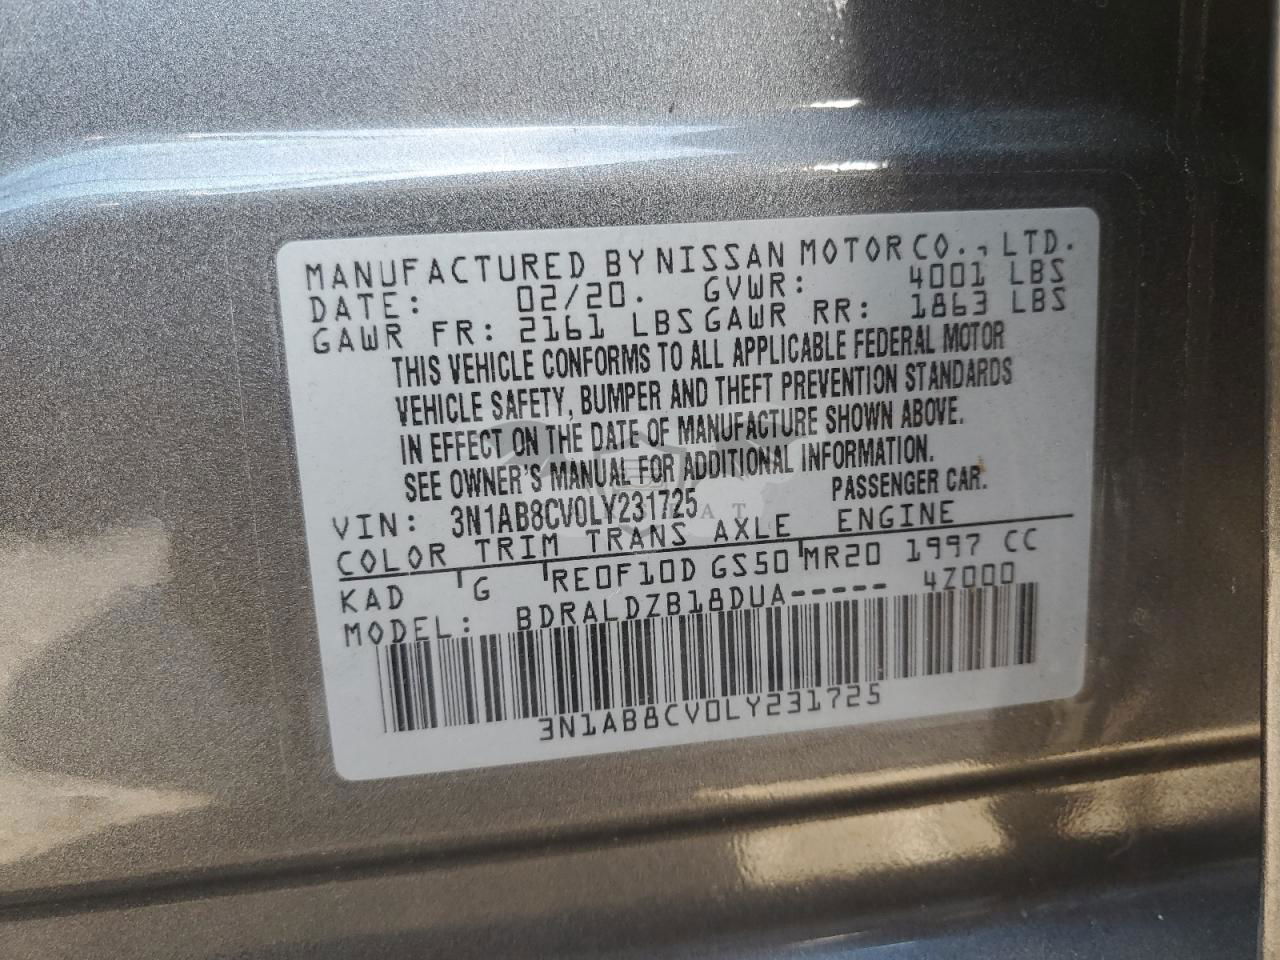 MANUFACTURED BY NISSAN MOTOR CO., LTD.
DATE: 02/20. GVWR: 4001 LBS
GAWR FR: 2161 LBS GAWR RR: 1863 LBS
THIS VEHICLE CONFORMS TO ALL APPLICABLE FEDERAL MOTOR
VEHICLE SAFETY, BUMPER AND THEFT PREVENTION STANDARDS
IN EFFECT ON THE DATE OF MANUFACTURE SHOWN ABOVE.
SEE OWNER'S MANUAL FOR ADDITIONAL INFORMATION.
VIN: 3N1AB8CV0LY231725 PASSENGER CAR.
COLOR TRIM TRANS AXLE ENGINE
KAD G RE0F10D GS50 MR20 1997 CC
MODEL: BDRALDZB18DUA----- 4Z000
3N1AB8CV0LY231725